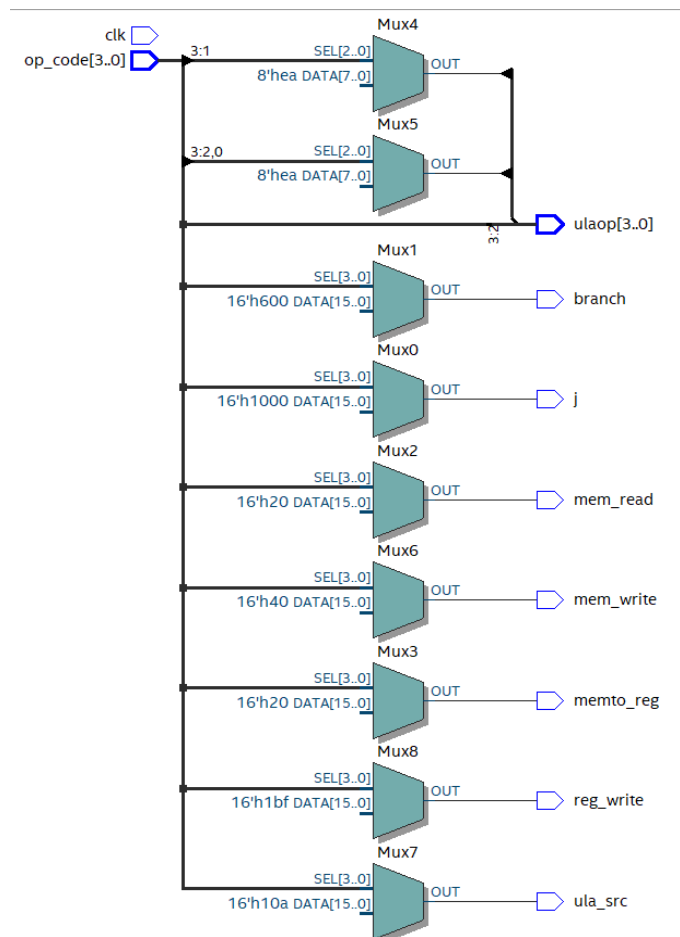 Mux4
clk
op_code[3..0]
3:1
SEL[2..0]
8'hea DATA[7..0]
OUT
Mux5
3:2,0
SEL[2..0]
8'hea DATA[7..0]
OUT
3:2
ulaop[3..0]
Mux1
SEL[3..0]
16'h600 DATA[15..0]
OUT
branch
Mux0
SEL[3..0]
16'h1000 DATA[15..0]
OUT
j
Mux2
SEL[3..0]
16'h20 DATA[15..0]
OUT
mem_read
Mux6
SEL[3..0]
16'h40 DATA[15..0]
OUT
mem_write
Mux3
SEL[3..0]
16'h20 DATA[15..0]
OUT
memto_reg
Mux8
SEL[3..0]
16'h1bf DATA[15..0]
OUT
reg_write
Mux7
SEL[3..0]
16'h10a DATA[15..0]
OUT
ula_src